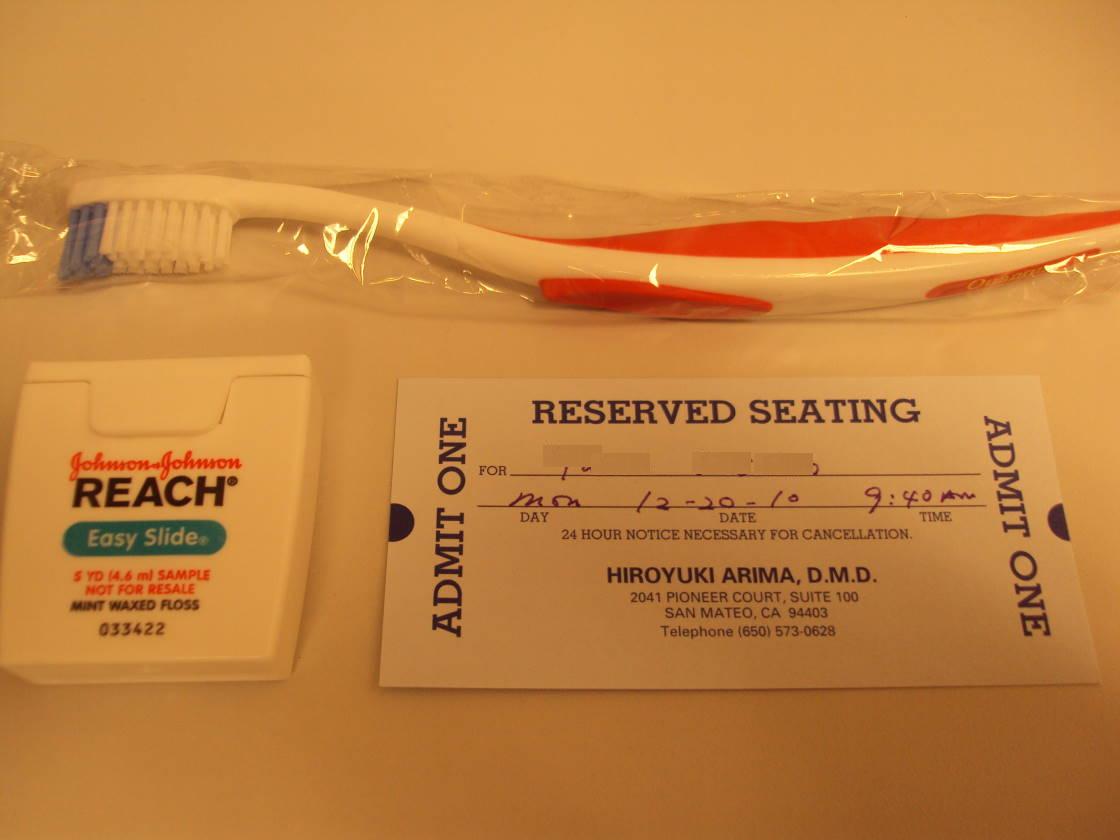 Johnson & Johnson
REACH®
Easy Slide®
5 YD (4.6 m) SAMPLE
NOT FOR RESALE
MINT WAXED FLOSS
033422
ADMIT ONE
RESERVED SEATING
FOR
Mon 12-20-10 9:40 AM
DAY DATE TIME
24 HOUR NOTICE NECESSARY FOR CANCELLATION.
HIROYUKI ARIMA, D.M.D.
2041 PIONEER COURT, SUITE 100
SAN MATEO, CA 94403
Telephone (650) 573-0628
ADMIT ONE